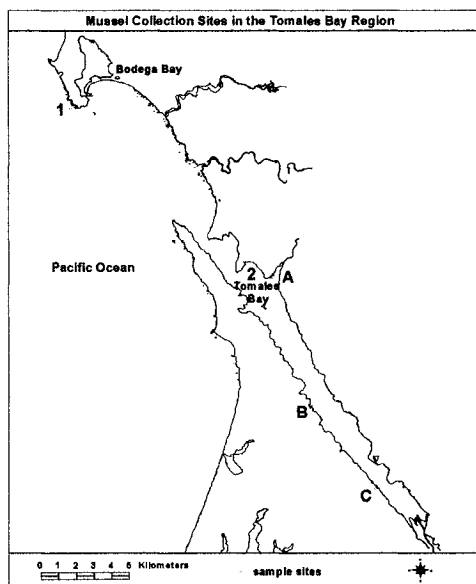 Mussel Collection Sites in the Tomales Bay Region
Bodega Bay
1
Pacific Ocean
2
A
Tomales
Bay
B
C
0 1 2 3 4 5 Kilometers
sample sites